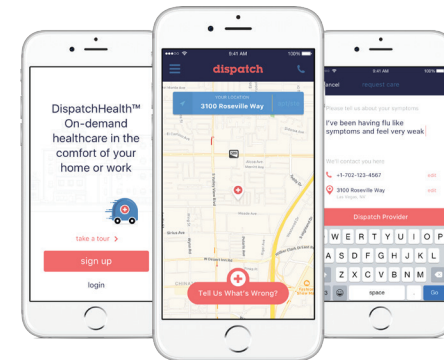 DispatchHealth™
On-demand
healthcare in the
comfort of your
home or work
take a tour >
sign up
login
9:41 AM
100%
dispatch
YOUR LOCATION
3100 Roseville Way
Tell Us What's Wrong?
9:41 AM
100%
cancel
request care
Please tell us about your symptoms
I've been having flu like
symptoms and feel very weak
We'll contact you here
+1-702-123-4567
edit
3100 Roseville Way
edit
Las Vegas, NV
Dispatch Provider
W E R T Y U I O P
A S D F G H J K L
Z X C V B N M
space
.
Go